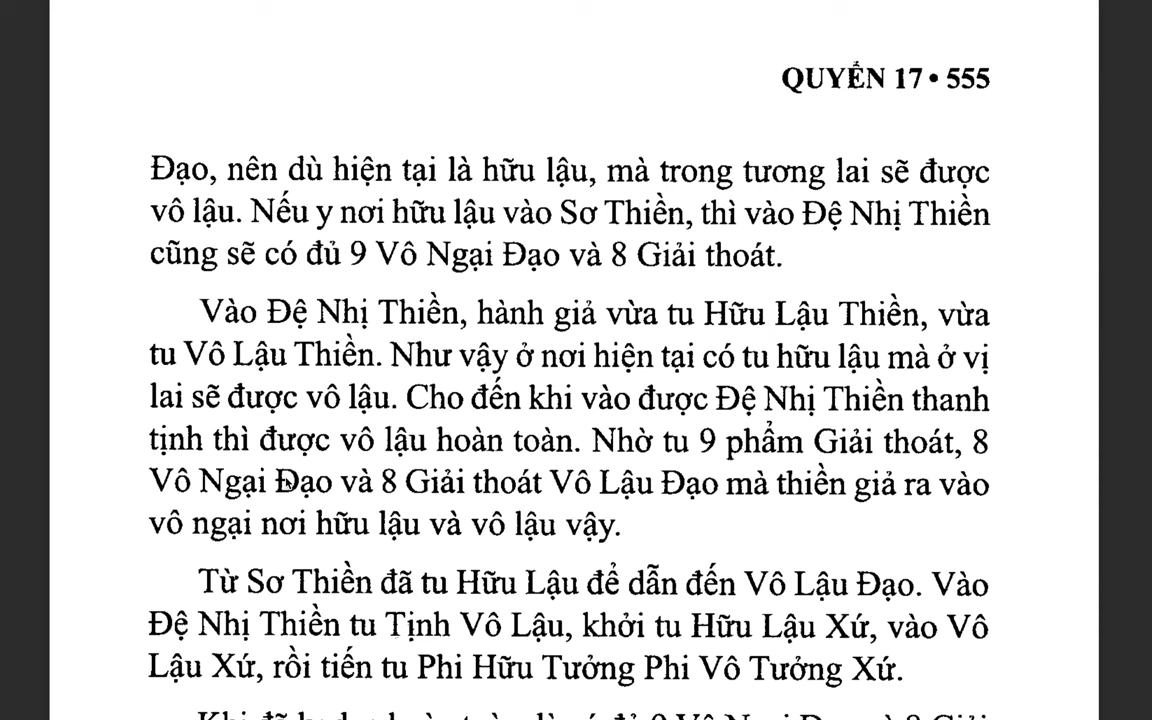 QUYỂN 17 • 555
Đạo, nên dù hiện tại là hữu lậu, mà trong tương lai sẽ được
vô lậu. Nếu y nơi hữu lậu vào Sơ Thiền, thì vào Đệ Nhị Thiền
cũng sẽ có đủ 9 Vô Ngại Đạo và 8 Giải thoát.
Vào Đệ Nhị Thiền, hành giả vừa tu Hữu Lậu Thiền, vừa
tu Vô Lậu Thiền. Như vậy ở nơi hiện tại có tu hữu lậu mà ở vị
lai sẽ được vô lậu. Cho đến khi vào được Đệ Nhị Thiền thanh
tịnh thì được vô lậu hoàn toàn. Nhờ tu 9 phẩm Giải thoát, 8
Vô Ngại Đạo và 8 Giải thoát Vô Lậu Đạo mà thiền giả ra vào
vô ngại nơi hữu lậu và vô lậu vậy.
Từ Sơ Thiền đã tu Hữu Lậu để dẫn đến Vô Lậu Đạo. Vào
Đệ Nhị Thiền tu Tịnh Vô Lậu, khởi tu Hữu Lậu Xứ, vào Vô
Lậu Xứ, rồi tiến tu Phi Hữu Tưởng Phi Vô Tưởng Xứ.